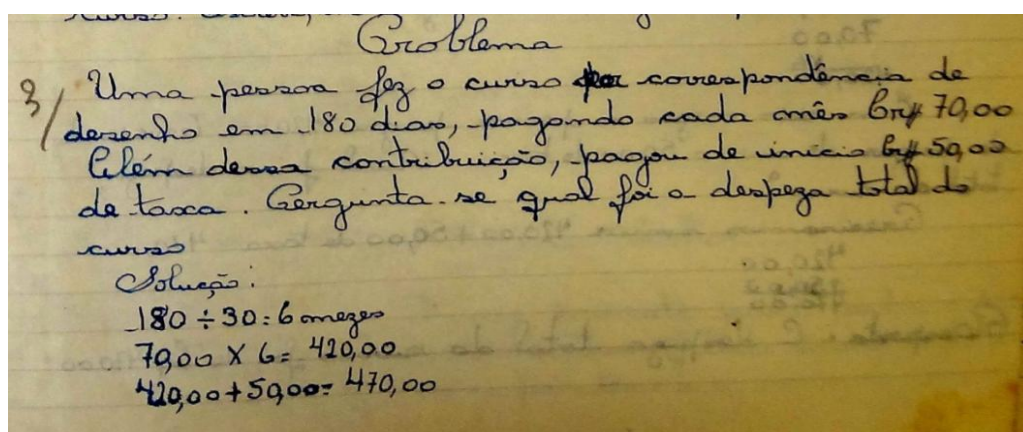 Problema
3/ Uma pessoa fez o curso por correspondência de
desenho em 180 dias, pagando cada mês Cr$ 70,00
Além dessa contribuição, pagou de início Cr$ 50,00
de taxa. Pergunta-se qual foi a despeza total do
curso
Solução:
180 ÷ 30 = 6 mezes
70,00 X 6 = 420,00
420,00 + 50,00 = 470,00